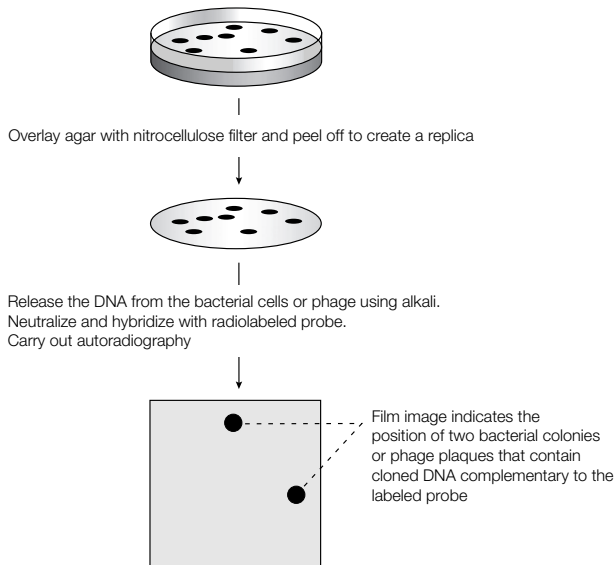 Overlay agar with nitrocellulose filter and peel off to create a replica
Release the DNA from the bacterial cells or phage using alkali.
Neutralize and hybridize with radiolabeled probe.
Carry out autoradiography
Film image indicates the
position of two bacterial colonies
or phage plaques that contain
cloned DNA complementary to the
labeled probe